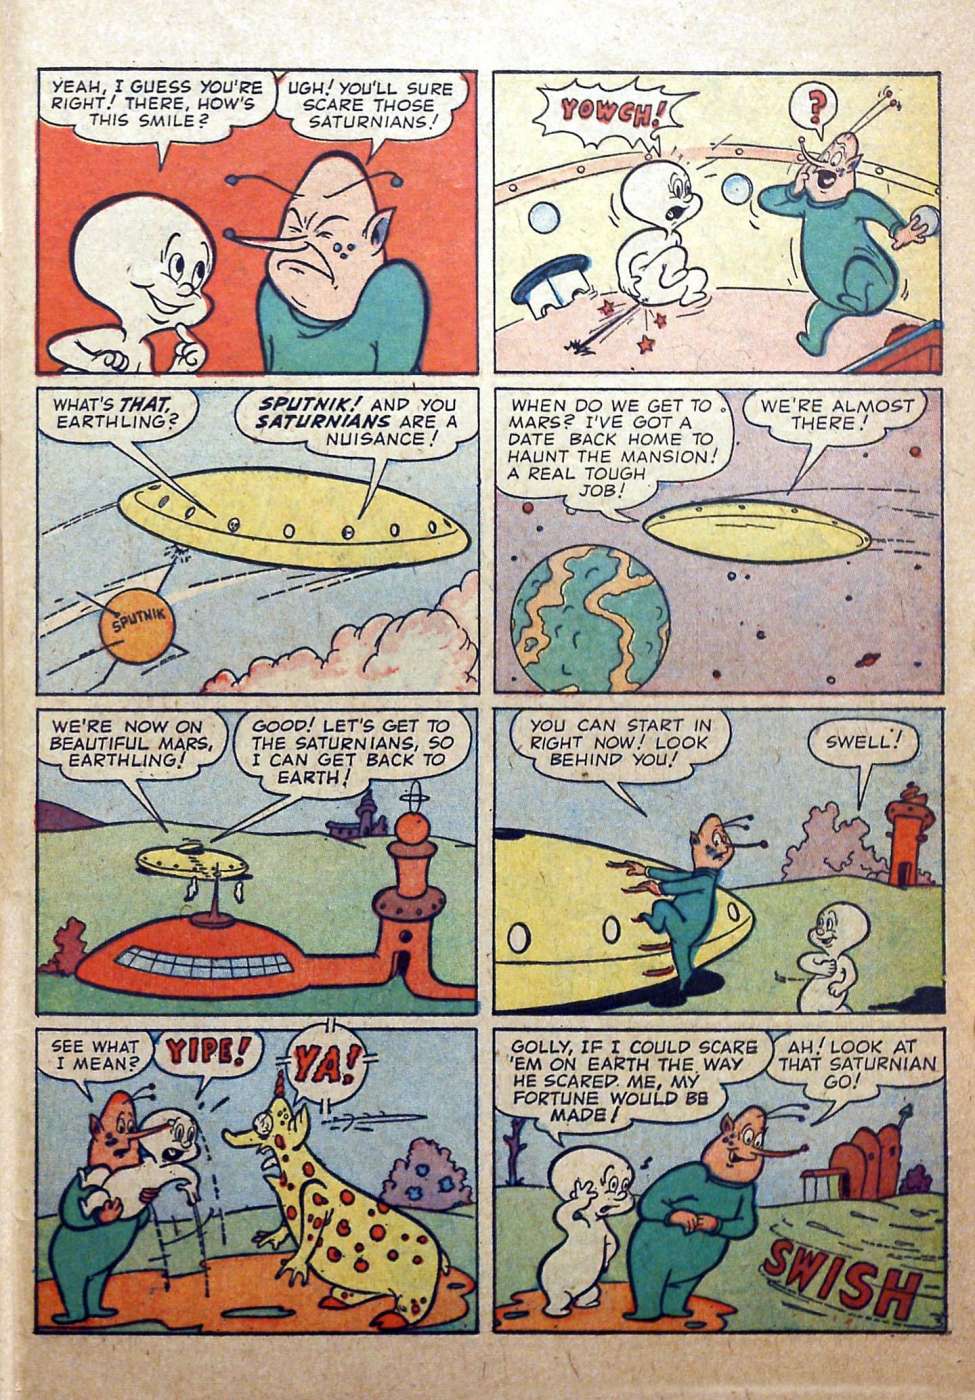 YEAH, I GUESS YOU'RE
RIGHT! THERE, HOW'S
THIS SMILE?
UGH! YOU'LL SURE
SCARE THOSE
SATURNIANS!
YOWCH!
?
WHAT'S THAT,
EARTHLING?
SPUTNIK! AND YOU
SATURNIANS ARE A
NUISANCE!
SPUTNIK
WHEN DO WE GET TO
MARS? I'VE GOT A
DATE BACK HOME TO
HAUNT THE MANSION!
A REAL TOUGH
JOB!
WE'RE ALMOST
THERE!
WE'RE NOW ON
BEAUTIFUL MARS,
EARTHLING!
GOOD! LET'S GET TO
THE SATURNIANS, SO
I CAN GET BACK TO
EARTH!
YOU CAN START IN
RIGHT NOW! LOOK
BEHIND YOU!
SWELL!
SEE WHAT
I MEAN?
YIPE!
YA!
GOLLY, IF I COULD SCARE
'EM ON EARTH THE WAY
HE SCARED ME, MY
FORTUNE WOULD BE
MADE!
AH! LOOK AT
THAT SATURNIAN
GO!
SWISH